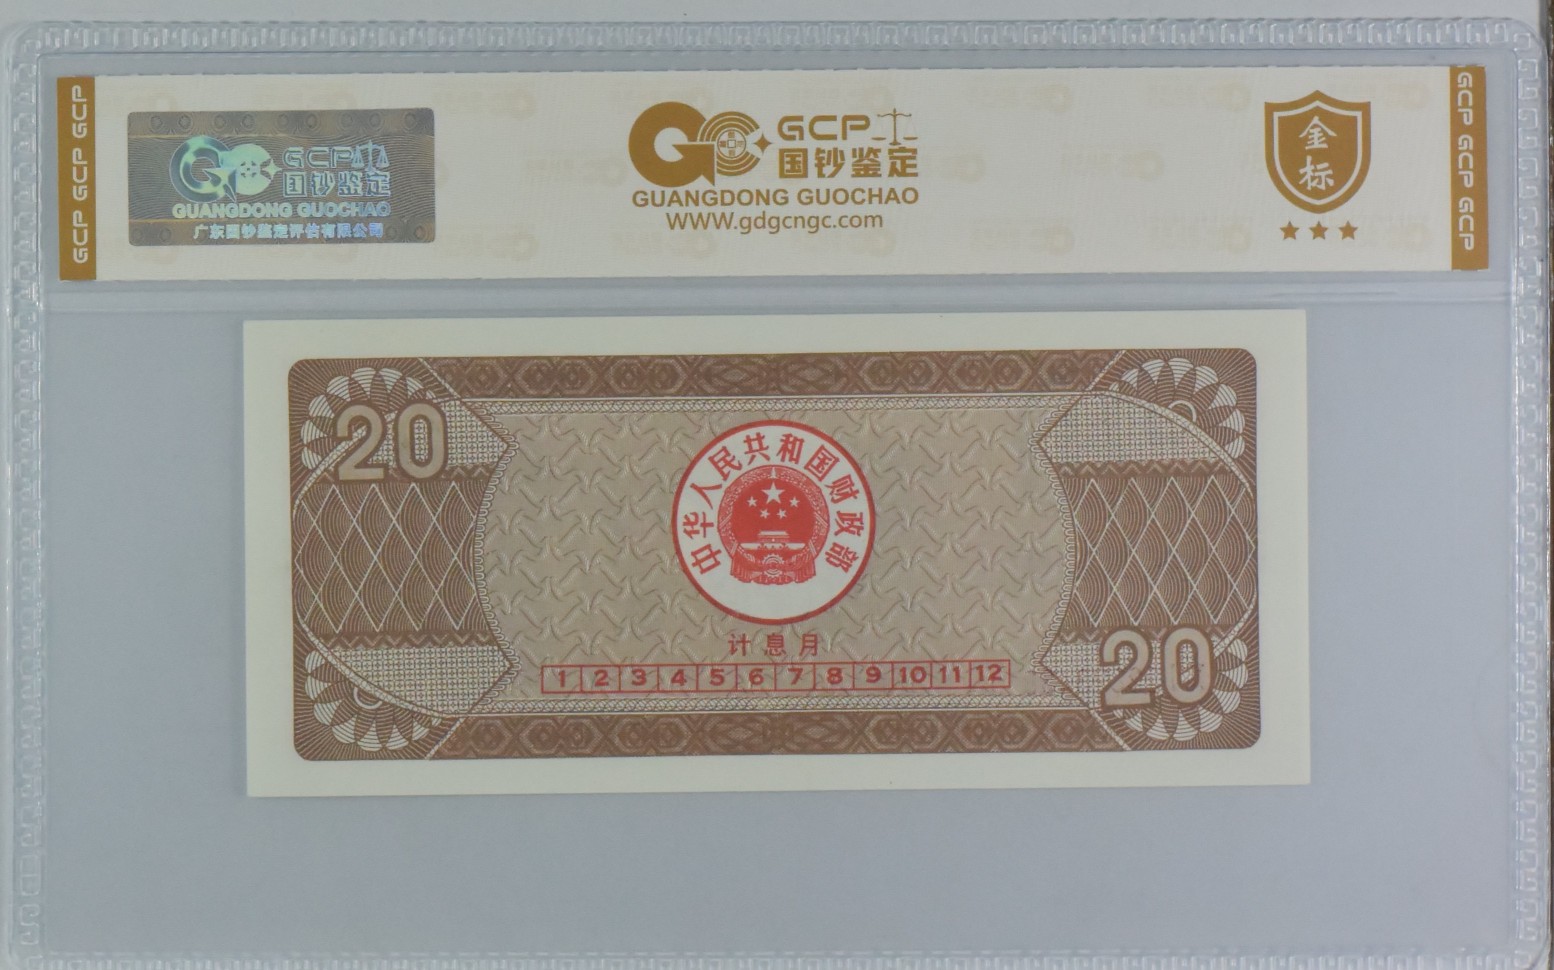 GCP GCP GCP
GCP
国钞鉴定
GUANGDONG GUOCHAO
广东国钞鉴定评估有限公司
GCP
国钞鉴定
GUANGDONG GUOCHAO
WWW.gdgcngc.com
金
标
GCP GCP GCP
20
中华人民共和国财政部
计息月
1 2 3 4 5 6 7 8 9 10 11 12
20